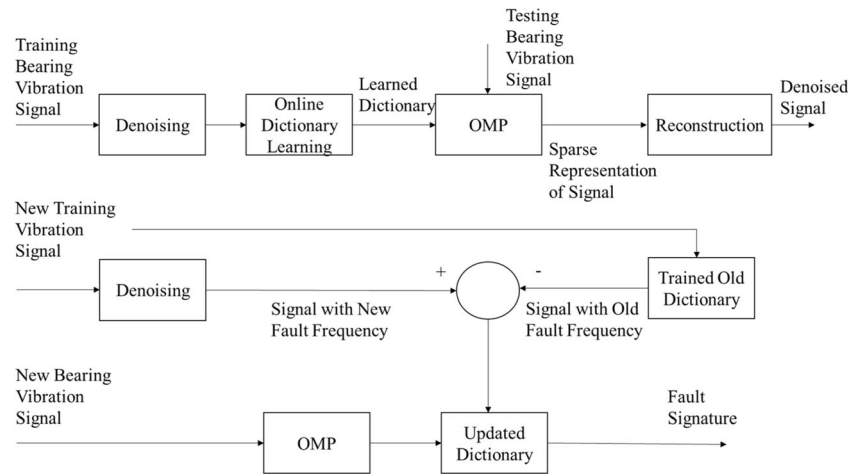 Training
Bearing
Vibration
Signal
Denoising
Online
Dictionary
Learning
Learned
Dictionary
Testing
Bearing
Vibration
Signal
OMP
Sparse
Representation
of Signal
Reconstruction
Denoised
Signal
New Training
Vibration
Signal
Denoising
Signal with New
Fault Frequency
+
-
Signal with Old
Fault Frequency
Trained Old
Dictionary
New Bearing
Vibration
Signal
OMP
Updated
Dictionary
Fault
Signature